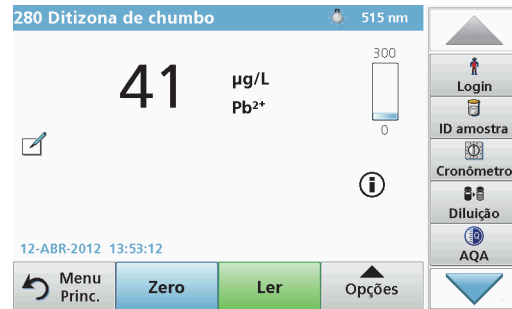 280 Ditizona de chumbo
515 nm
41
µg/L
Pb²⁺
300
0
12-ABR-2012 13:53:12
Menu
Princ.
Zero
Ler
Opções
Login
ID amostra
Cronômetro
Diluição
AQA